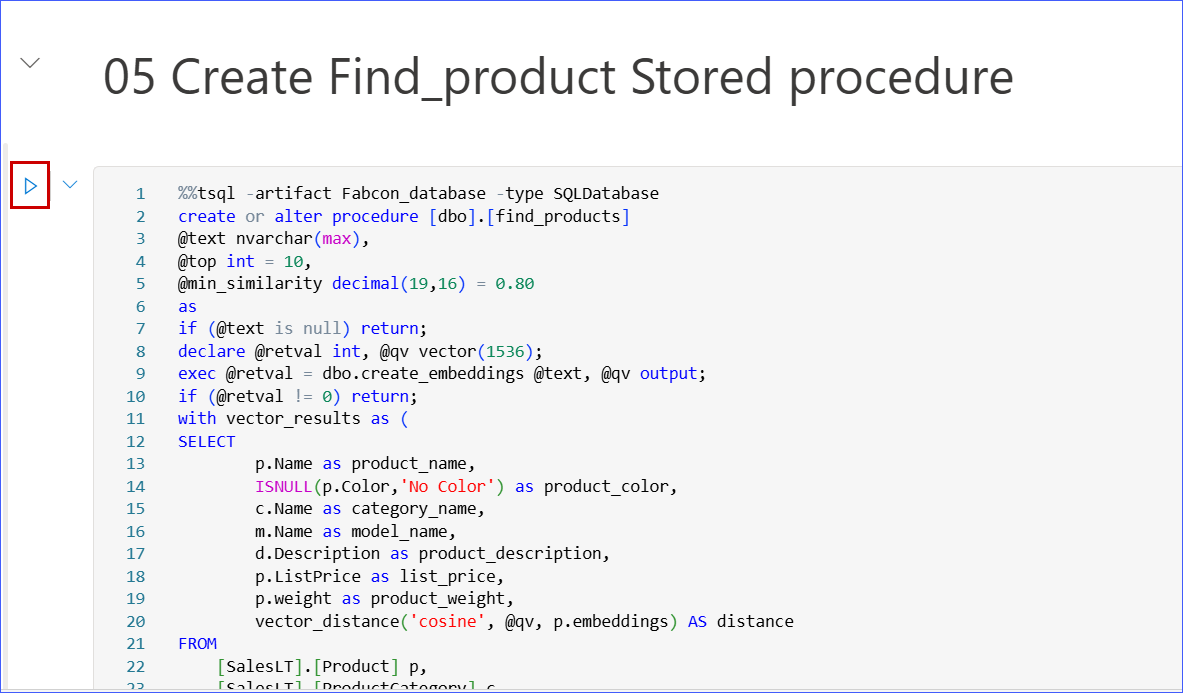 05 Create Find_product Stored procedure
1 %%tsql -artifact Fabcon_database -type SQLDatabase
2 create or alter procedure [dbo].[find_products]
3 @text nvarchar(max),
4 @top int = 10,
5 @min_similarity decimal(19,16) = 0.80
6 as
7 if (@text is null) return;
8 declare @retval int, @qv vector(1536);
9 exec @retval = dbo.create_embeddings @text, @qv output;
10 if (@retval != 0) return;
11 with vector_results as (
12 SELECT
13 p.Name as product_name,
14 ISNULL(p.Color,'No Color') as product_color,
15 c.Name as category_name,
16 m.Name as model_name,
17 d.Description as product_description,
18 p.ListPrice as list_price,
19 p.weight as product_weight,
20 vector_distance('cosine', @qv, p.embeddings) AS distance
21 FROM
22 [SalesLT].[Product] p,
23 [SalesLT].[ProductCategory] c